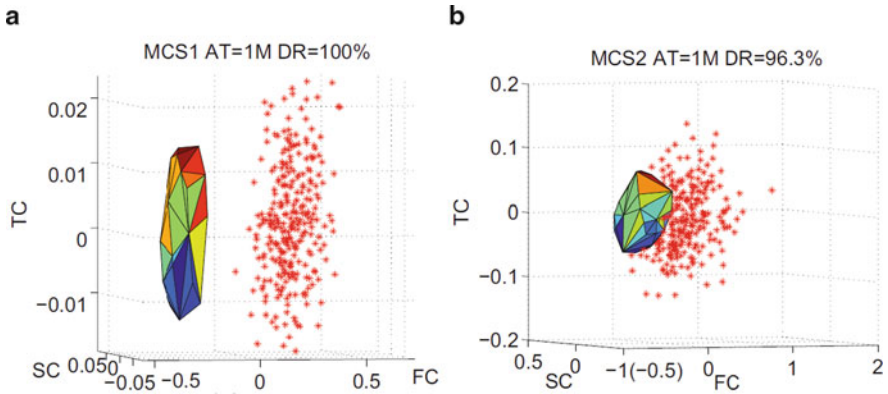 a
MCS1 AT=1M DR=100%
0.02
0.01
0
−0.01
TC
SC 0.05 0 −0.05 −0.5 0 0.5 FC
b
MCS2 AT=1M DR=96.3%
0.2
0.1
0
−0.1
−0.2
TC
0.5 0 −1(−0.5) 0 1 2
SC FC